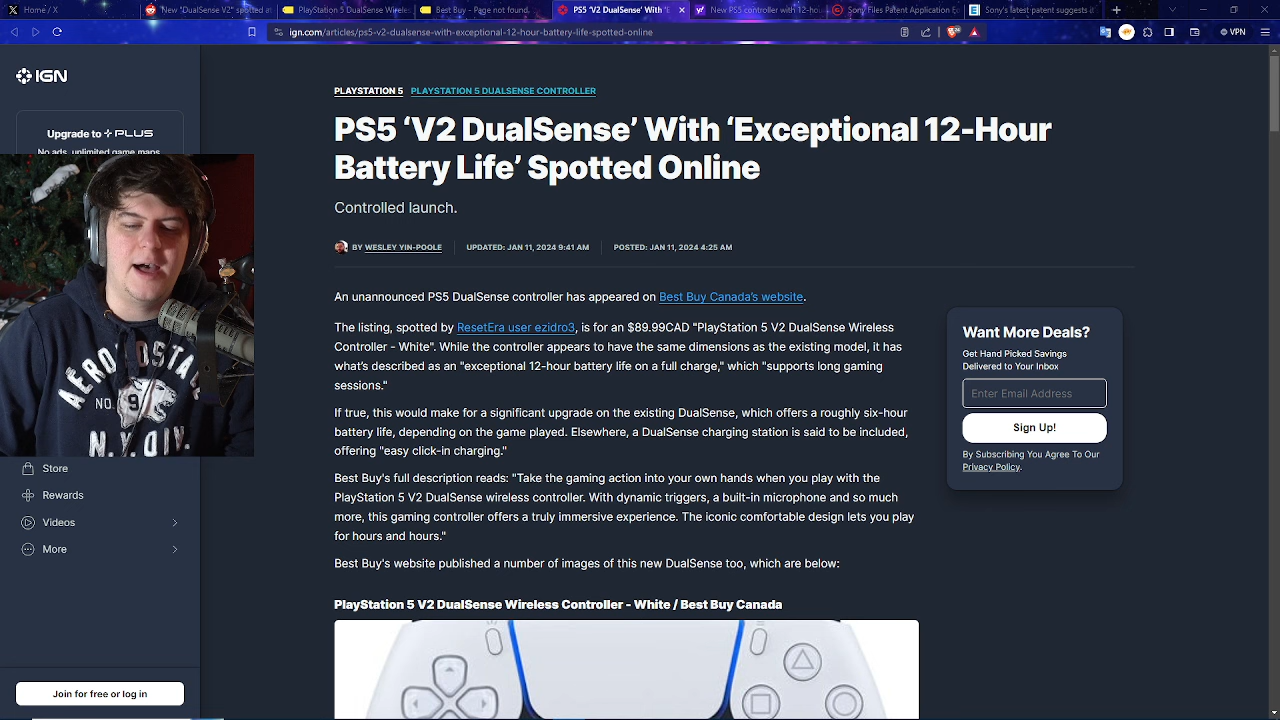 Home / X
New "DualSense V2" spotted at
PlayStation 5 DualSense Wirele
Best Buy - Page not found.
PS5 'V2 DualSense' With 'E
New PS5 controller with 12-hou
Sony Files Patent Application f
Sony's latest patent suggests i
ign.com/articles/ps5-v2-dualsense-with-exceptional-12-hour-battery-life-spotted-online
VPN
IGN
Upgrade to PLUS
No ads, unlimited game maps
PLAYSTATION 5 PLAYSTATION 5 DUALSENSE CONTROLLER
PS5 ‘V2 DualSense’ With ‘Exceptional 12-Hour
Battery Life’ Spotted Online
Controlled launch.
BY WESLEY YIN-POOLE UPDATED: JAN 11, 2024 9:41 AM POSTED: JAN 11, 2024 4:25 AM
An unannounced PS5 DualSense controller has appeared on Best Buy Canada's website.
The listing, spotted by ResetEra user ezidro3, is for an $89.99CAD "PlayStation 5 V2 DualSense Wireless
Controller - White". While the controller appears to have the same dimensions as the existing model, it has
what's described as an "exceptional 12-hour battery life on a full charge," which "supports long gaming
sessions."
If true, this would make for a significant upgrade on the existing DualSense, which offers a roughly six-hour
battery life, depending on the game played. Elsewhere, a DualSense charging station is said to be included,
offering "easy click-in charging."
Best Buy's full description reads: "Take the gaming action into your own hands when you play with the
PlayStation 5 V2 DualSense wireless controller. With dynamic triggers, a built-in microphone and so much
more, this gaming controller offers a truly immersive experience. The iconic comfortable design lets you play
for hours and hours."
Best Buy's website published a number of images of this new DualSense too, which are below:
PlayStation 5 V2 DualSense Wireless Controller - White / Best Buy Canada
Want More Deals?
Get Hand Picked Savings
Delivered to Your Inbox
Enter Email Address
Sign Up!
By Subscribing You Agree To Our
Privacy Policy.
NO. 9
N.Y. DIV.
Store
Rewards
Videos
More
Join for free or log in